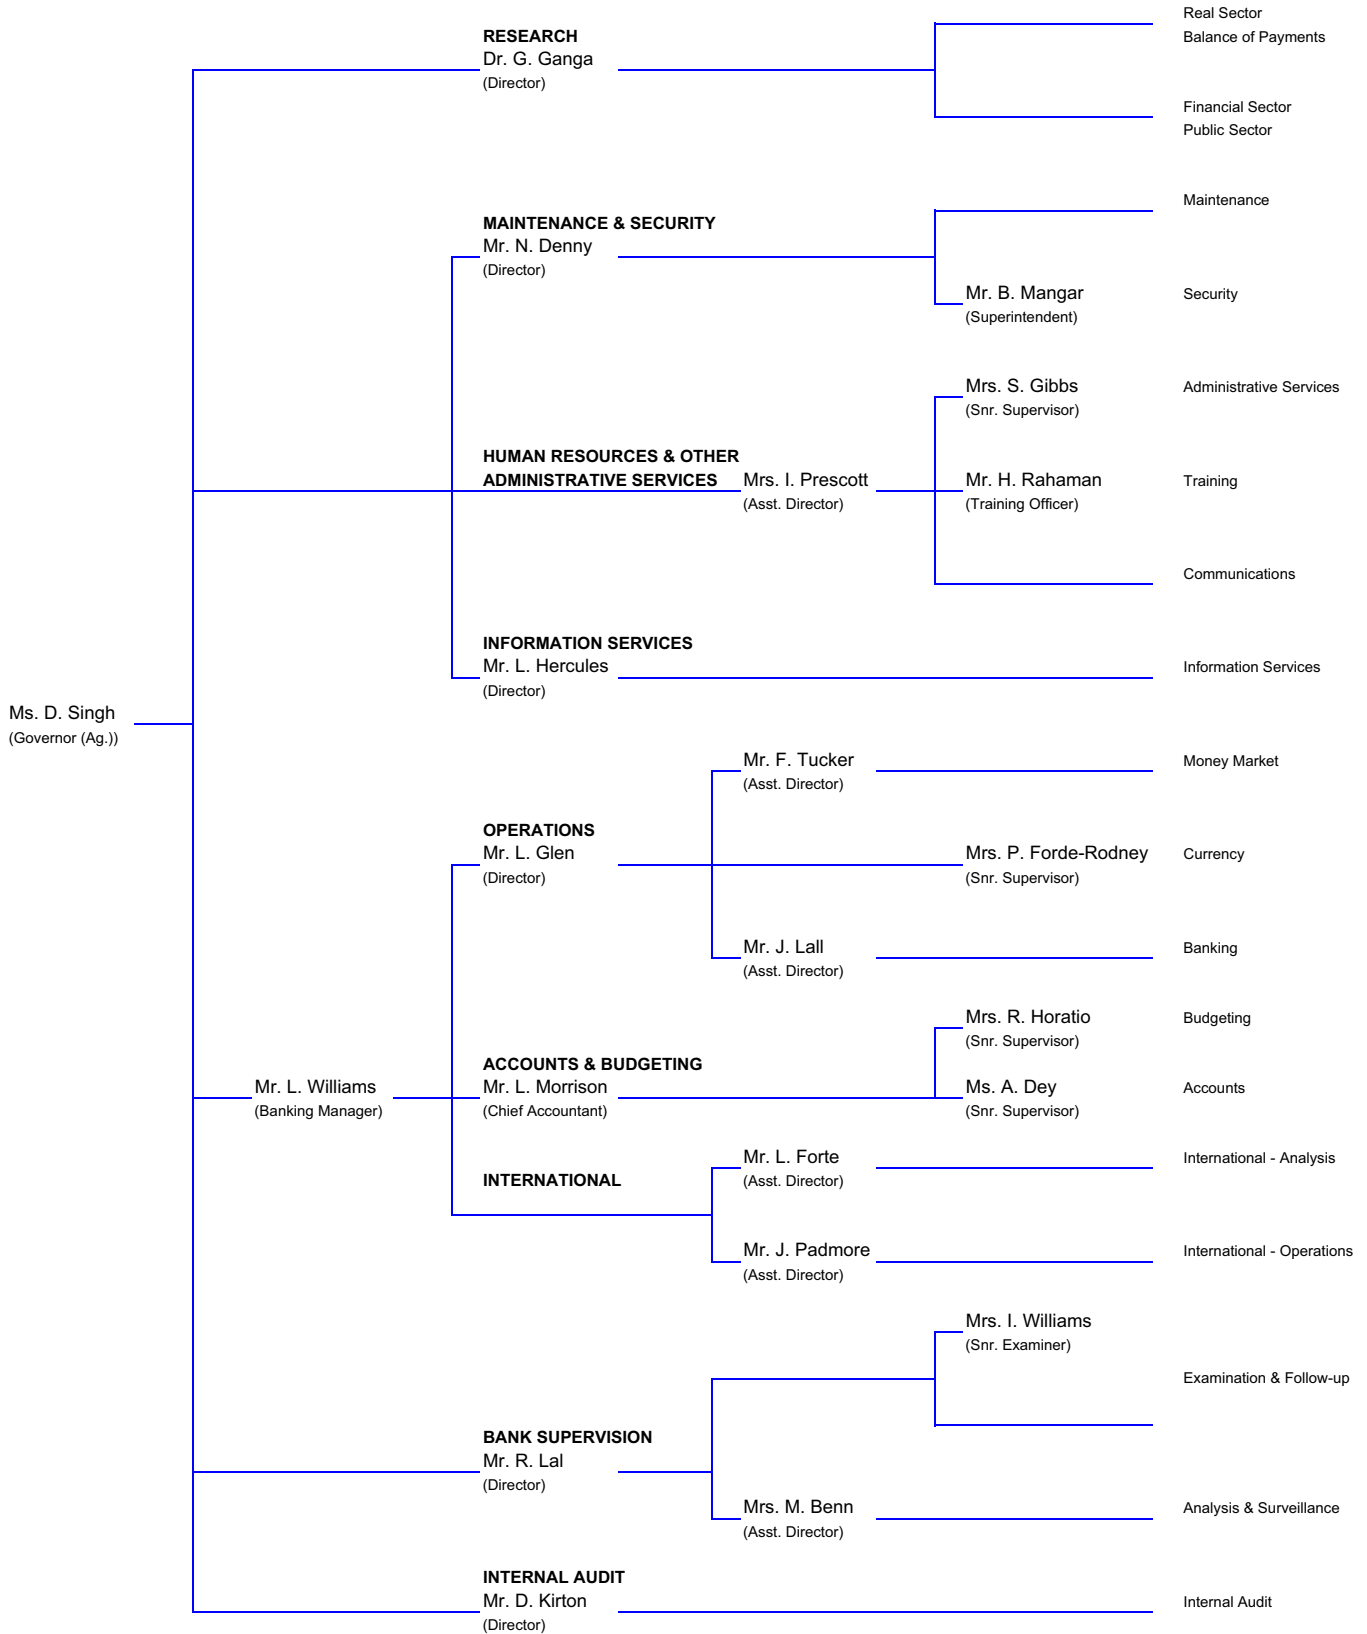 Real Sector
RESEARCH
Balance of Payments
Dr. G. Ganga
(Director)
Financial Sector
Public Sector
Maintenance
MAINTENANCE & SECURITY
Mr. N. Denny
(Director)
Mr. B. Mangar
Security
(Superintendent)
Mrs. S. Gibbs
Administrative Services
(Snr. Supervisor)
HUMAN RESOURCES & OTHER
ADMINISTRATIVE SERVICES
Mrs. I. Prescott
(Asst. Director)
Mr. H. Rahaman
Training
(Training Officer)
Communications
INFORMATION SERVICES
Mr. L. Hercules
Information Services
(Director)
Ms. D. Singh
(Governor (Ag.))
Mr. F. Tucker
Money Market
(Asst. Director)
OPERATIONS
Mr. L. Glen
(Director)
Mrs. P. Forde-Rodney
Currency
(Snr. Supervisor)
Mr. J. Lall
Banking
(Asst. Director)
Mrs. R. Horatio
Budgeting
(Snr. Supervisor)
ACCOUNTS & BUDGETING
Mr. L. Williams
(Banking Manager)
Mr. L. Morrison
(Chief Accountant)
Ms. A. Dey
Accounts
(Snr. Supervisor)
Mr. L. Forte
International - Analysis
(Asst. Director)
INTERNATIONAL
Mr. J. Padmore
International - Operations
(Asst. Director)
Mrs. I. Williams
(Snr. Examiner)
Examination & Follow-up
BANK SUPERVISION
Mr. R. Lal
(Director)
Mrs. M. Benn
Analysis & Surveillance
(Asst. Director)
INTERNAL AUDIT
Mr. D. Kirton
Internal Audit
(Director)